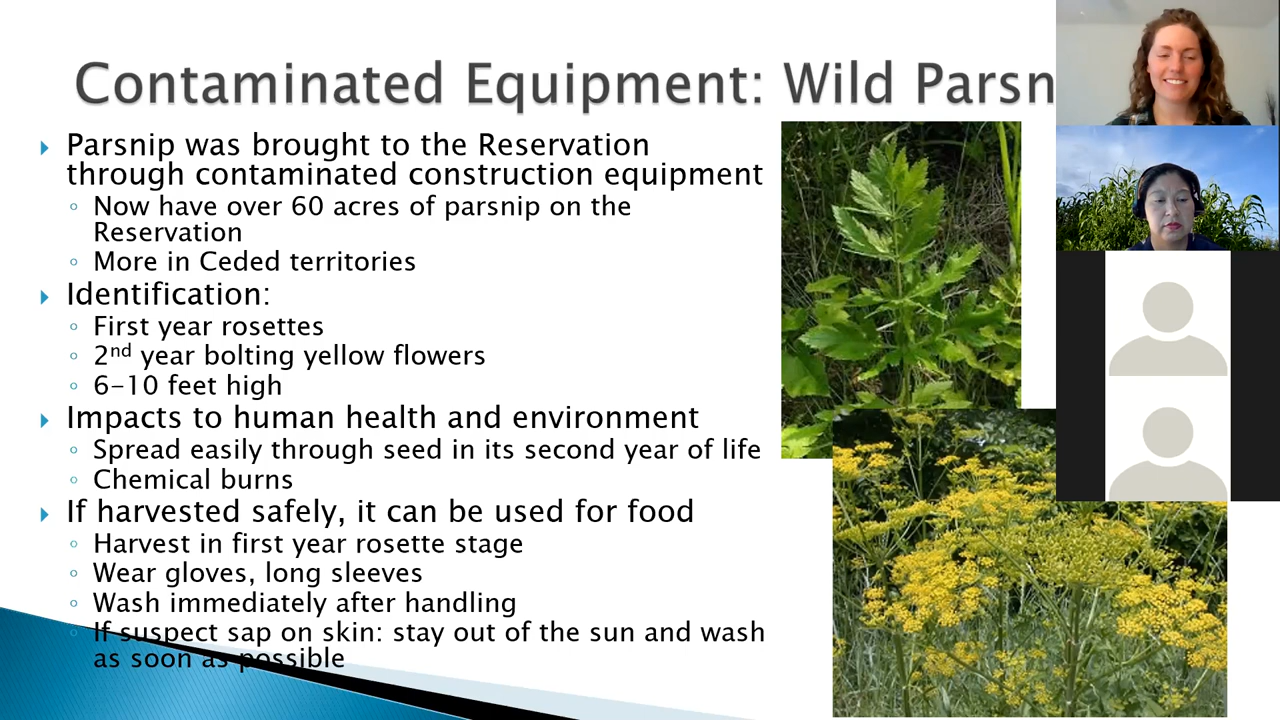 Contaminated Equipment: Wild Parsn
Parsnip was brought to the Reservation
through contaminated construction equipment
Now have over 60 acres of parsnip on the
Reservation
More in Ceded territories
Identification:
First year rosettes
2nd year bolting yellow flowers
6-10 feet high
Impacts to human health and environment
Spread easily through seed in its second year of life
Chemical burns
If harvested safely, it can be used for food
Harvest in first year rosette stage
Wear gloves, long sleeves
Wash immediately after handling
If suspect sap on skin: stay out of the sun and wash
as soon as possible